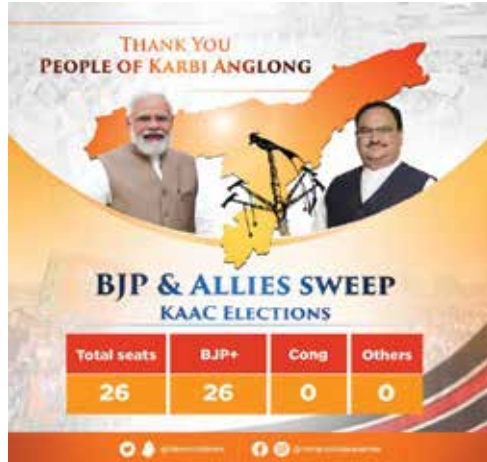 THANK YOU
PEOPLE OF KARBI ANGLONG
BJP & ALLIES SWEEP
KAAC ELECTIONS
Total seats BJP+ Cong Others
26 26 0 0